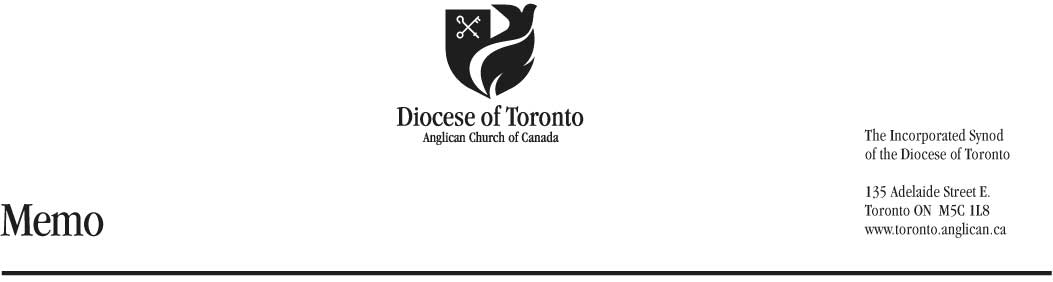 Diocese of Toronto
Anglican Church of Canada
The Incorporated Synod
of the Diocese of Toronto
135 Adelaide Street E.
Toronto ON  M5C 1L8
www.toronto.anglican.ca
Memo